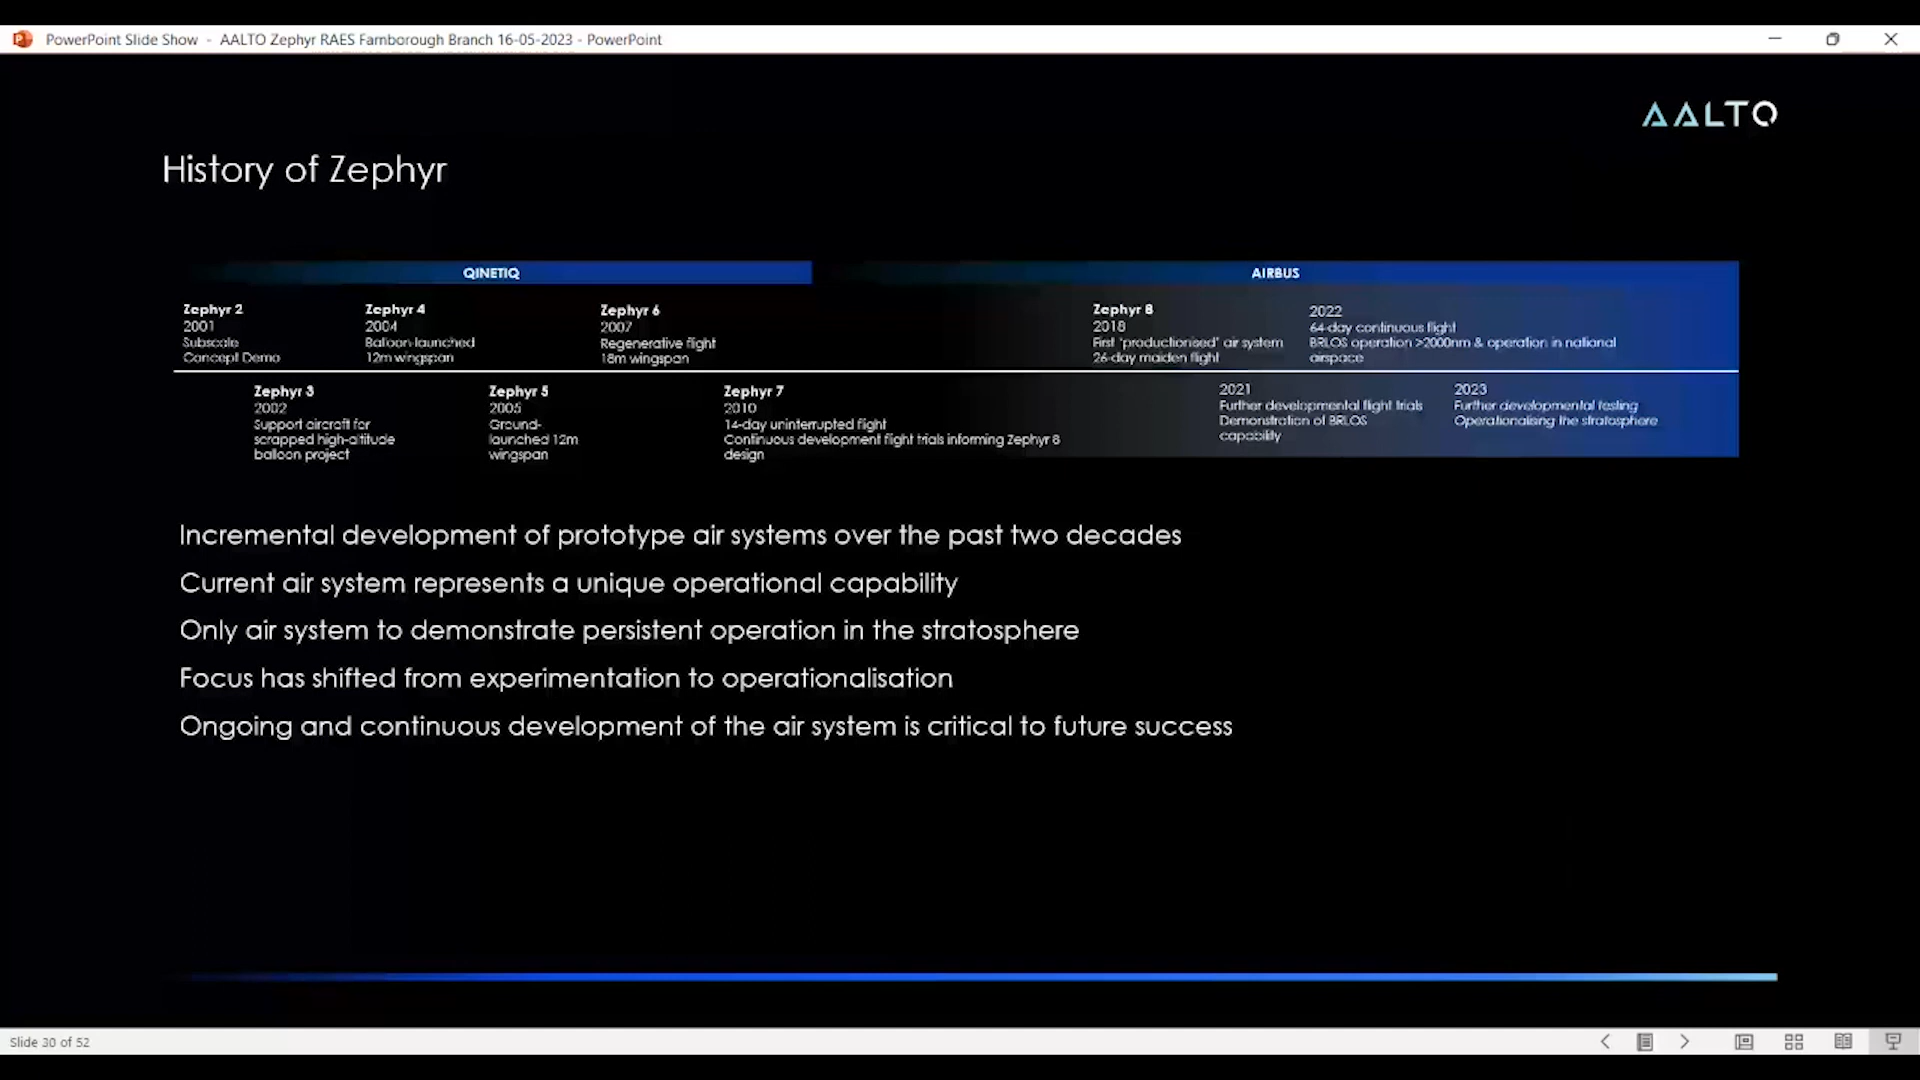 PowerPoint Slide Show - AALTO Zephyr RAES Farnborough Branch 16-05-2023 - PowerPoint
AALTO
History of Zephyr
QINETIQ
AIRBUS
Zephyr 2
2001
Subscale
Concept Demo
Zephyr 4
2004
Balloon-launched
12m wingspan
Zephyr 6
2007
Regenerative flight
18m wingspan
Zephyr 8
2018
First "productionised" air system
26-day maiden flight
2022
64-day continuous flight
BRLOS operation >2000nm & operation in national
airspace
Zephyr 3
2002
Support aircraft for
scrapped high-altitude
balloon project
Zephyr 5
2005
Ground-
launched 12m
wingspan
Zephyr 7
2010
14-day uninterrupted flight
Continuous development flight trials informing Zephyr 8
design
2021
Further developmental flight trials
Demonstration of BRLOS
capability
2023
Further developmental testing
Operationalising the stratosphere
Incremental development of prototype air systems over the past two decades
Current air system represents a unique operational capability
Only air system to demonstrate persistent operation in the stratosphere
Focus has shifted from experimentation to operationalisation
Ongoing and continuous development of the air system is critical to future success
Slide 30 of 52